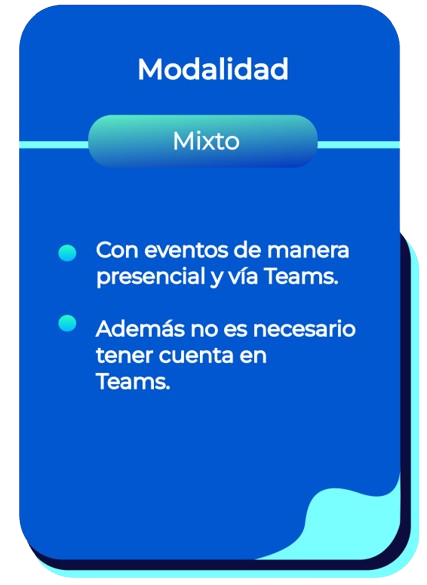 Modalidad
Mixto
Con eventos de manera
presencial y vía Teams.
Además no es necesario
tener cuenta en
Teams.